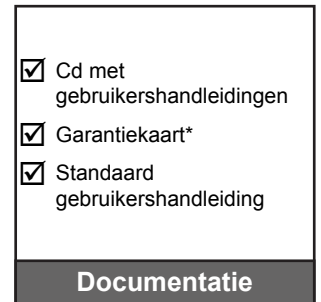 Cd met
gebruikershandleidingen
Garantiekaart*
Standaard
gebruikershandleiding
Documentatie